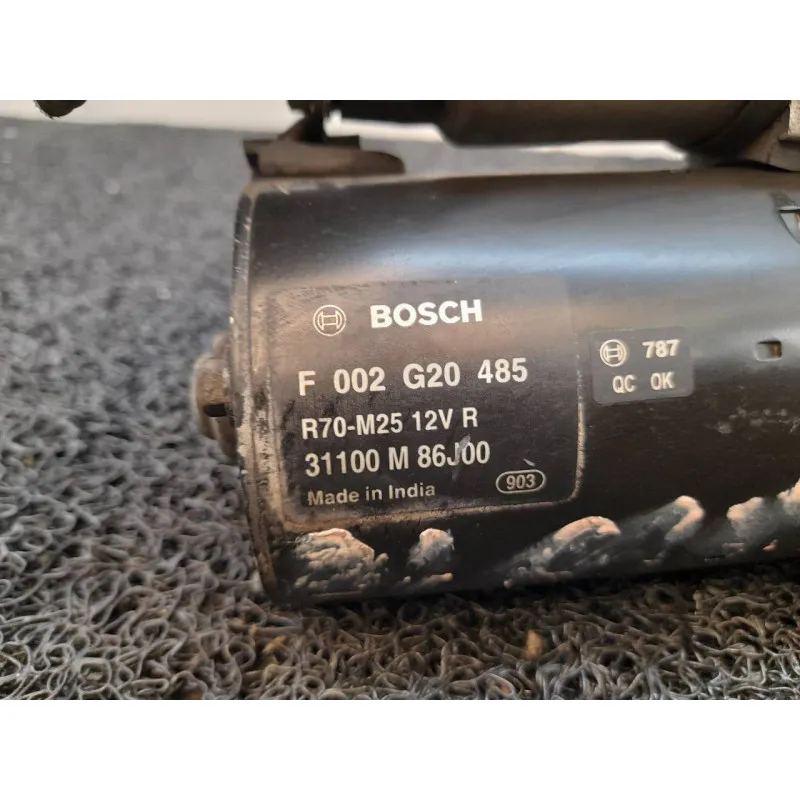 BOSCH
F 002 G20 485
R70-M25 12V R
31100 M 86J00
Made in India 903
787
QC OK